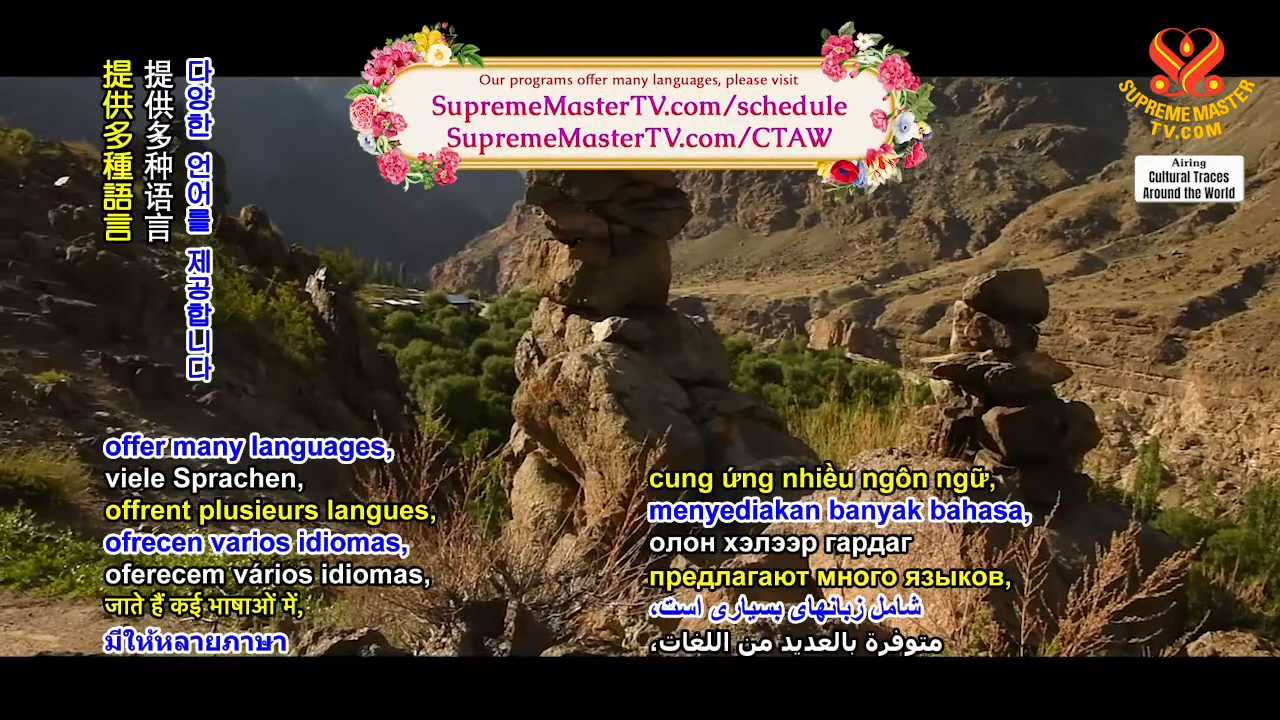 Our programs offer many languages, please visit
SupremeMasterTV.com/schedule
SupremeMasterTV.com/CTAW
SUPREME MASTER
TV.COM
Airing
Cultural Traces
Around the World
提供多種語言
提供多种语言
다양한 언어를 제공합니다
offer many languages,
viele Sprachen,
offrent plusieurs langues,
ofrecen varios idiomas,
oferecem vários idiomas,
जाते हैं कई भाषाओं में,
มีให้หลายภาษา
cung ứng nhiều ngôn ngữ,
menyediakan banyak bahasa,
олон хэлээр гардаг
предлагают много языков,
شامل زبانهای بسیاری است،
متوفرة بالعديد من اللغات،